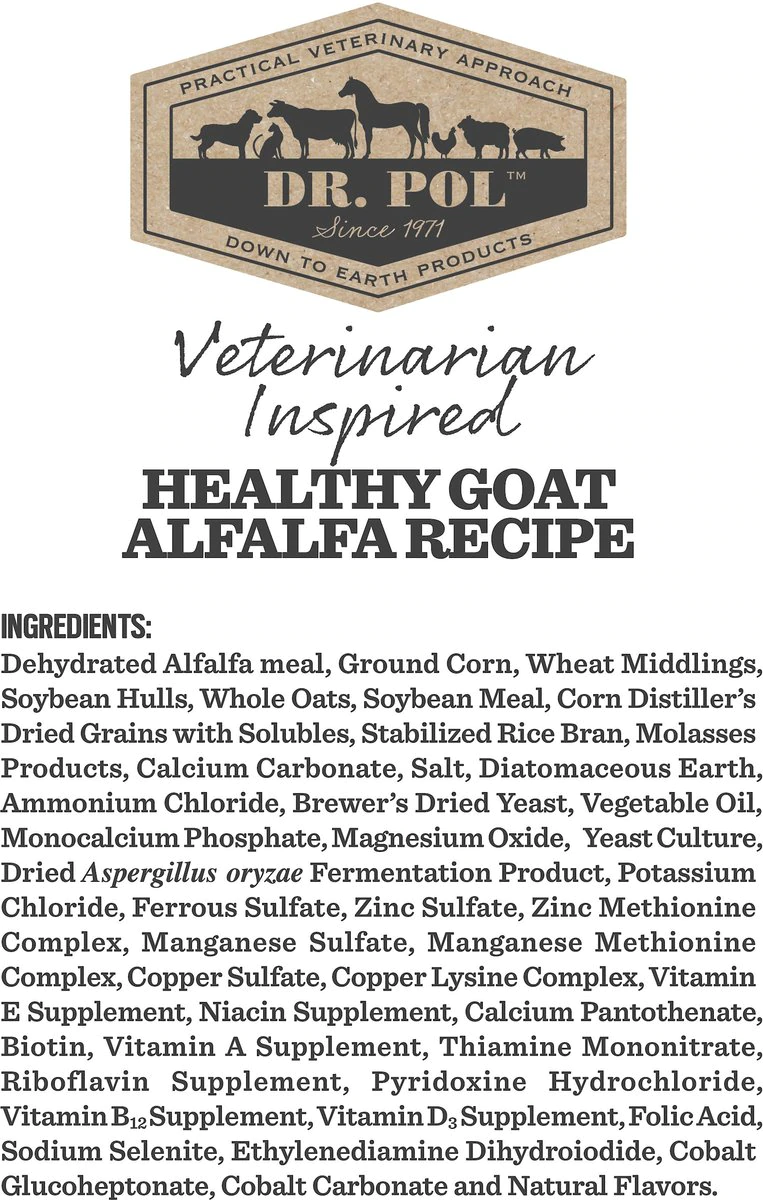 PRACTICAL VETERINARY APPROACH
DR. POL™
Since 1971
DOWN TO EARTH PRODUCTS
Veterinarian
Inspired
HEALTHY GOAT
ALFALFA RECIPE
INGREDIENTS:
Dehydrated Alfalfa meal, Ground Corn, Wheat Middlings,
Soybean Hulls, Whole Oats, Soybean Meal, Corn Distiller's
Dried Grains with Solubles, Stabilized Rice Bran, Molasses
Products, Calcium Carbonate, Salt, Diatomaceous Earth,
Ammonium Chloride, Brewer's Dried Yeast, Vegetable Oil,
Monocalcium Phosphate, Magnesium Oxide, Yeast Culture,
Dried Aspergillus oryzae Fermentation Product, Potassium
Chloride, Ferrous Sulfate, Zinc Sulfate, Zinc Methionine
Complex, Manganese Sulfate, Manganese Methionine
Complex, Copper Sulfate, Copper Lysine Complex, Vitamin
E Supplement, Niacin Supplement, Calcium Pantothenate,
Biotin, Vitamin A Supplement, Thiamine Mononitrate,
Riboflavin Supplement, Pyridoxine Hydrochloride,
Vitamin B₁₂ Supplement, Vitamin D₃ Supplement, Folic Acid,
Sodium Selenite, Ethylenediamine Dihydroiodide, Cobalt
Glucoheptonate, Cobalt Carbonate and Natural Flavors.